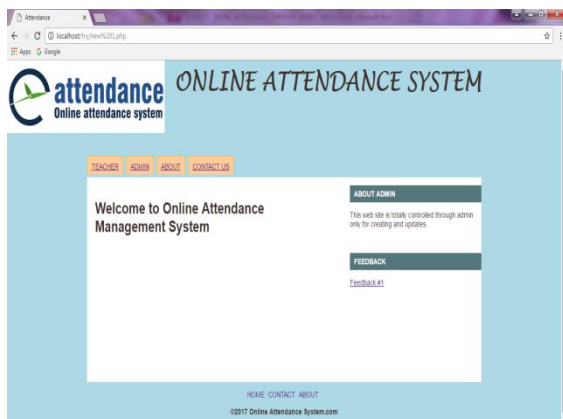 Attendance
localhost/try/new%201.php
Apps G Google
attendance
Online attendance system
ONLINE ATTENDANCE SYSTEM
TEACHER ADMIN ABOUT CONTACT US
Welcome to Online Attendance
Management System
ABOUT ADMIN
This web site is totally controlled through admin
only for creating and updates.
FEEDBACK
Feedback #1
HOME CONTACT ABOUT
©2017 Online Attendance System.com